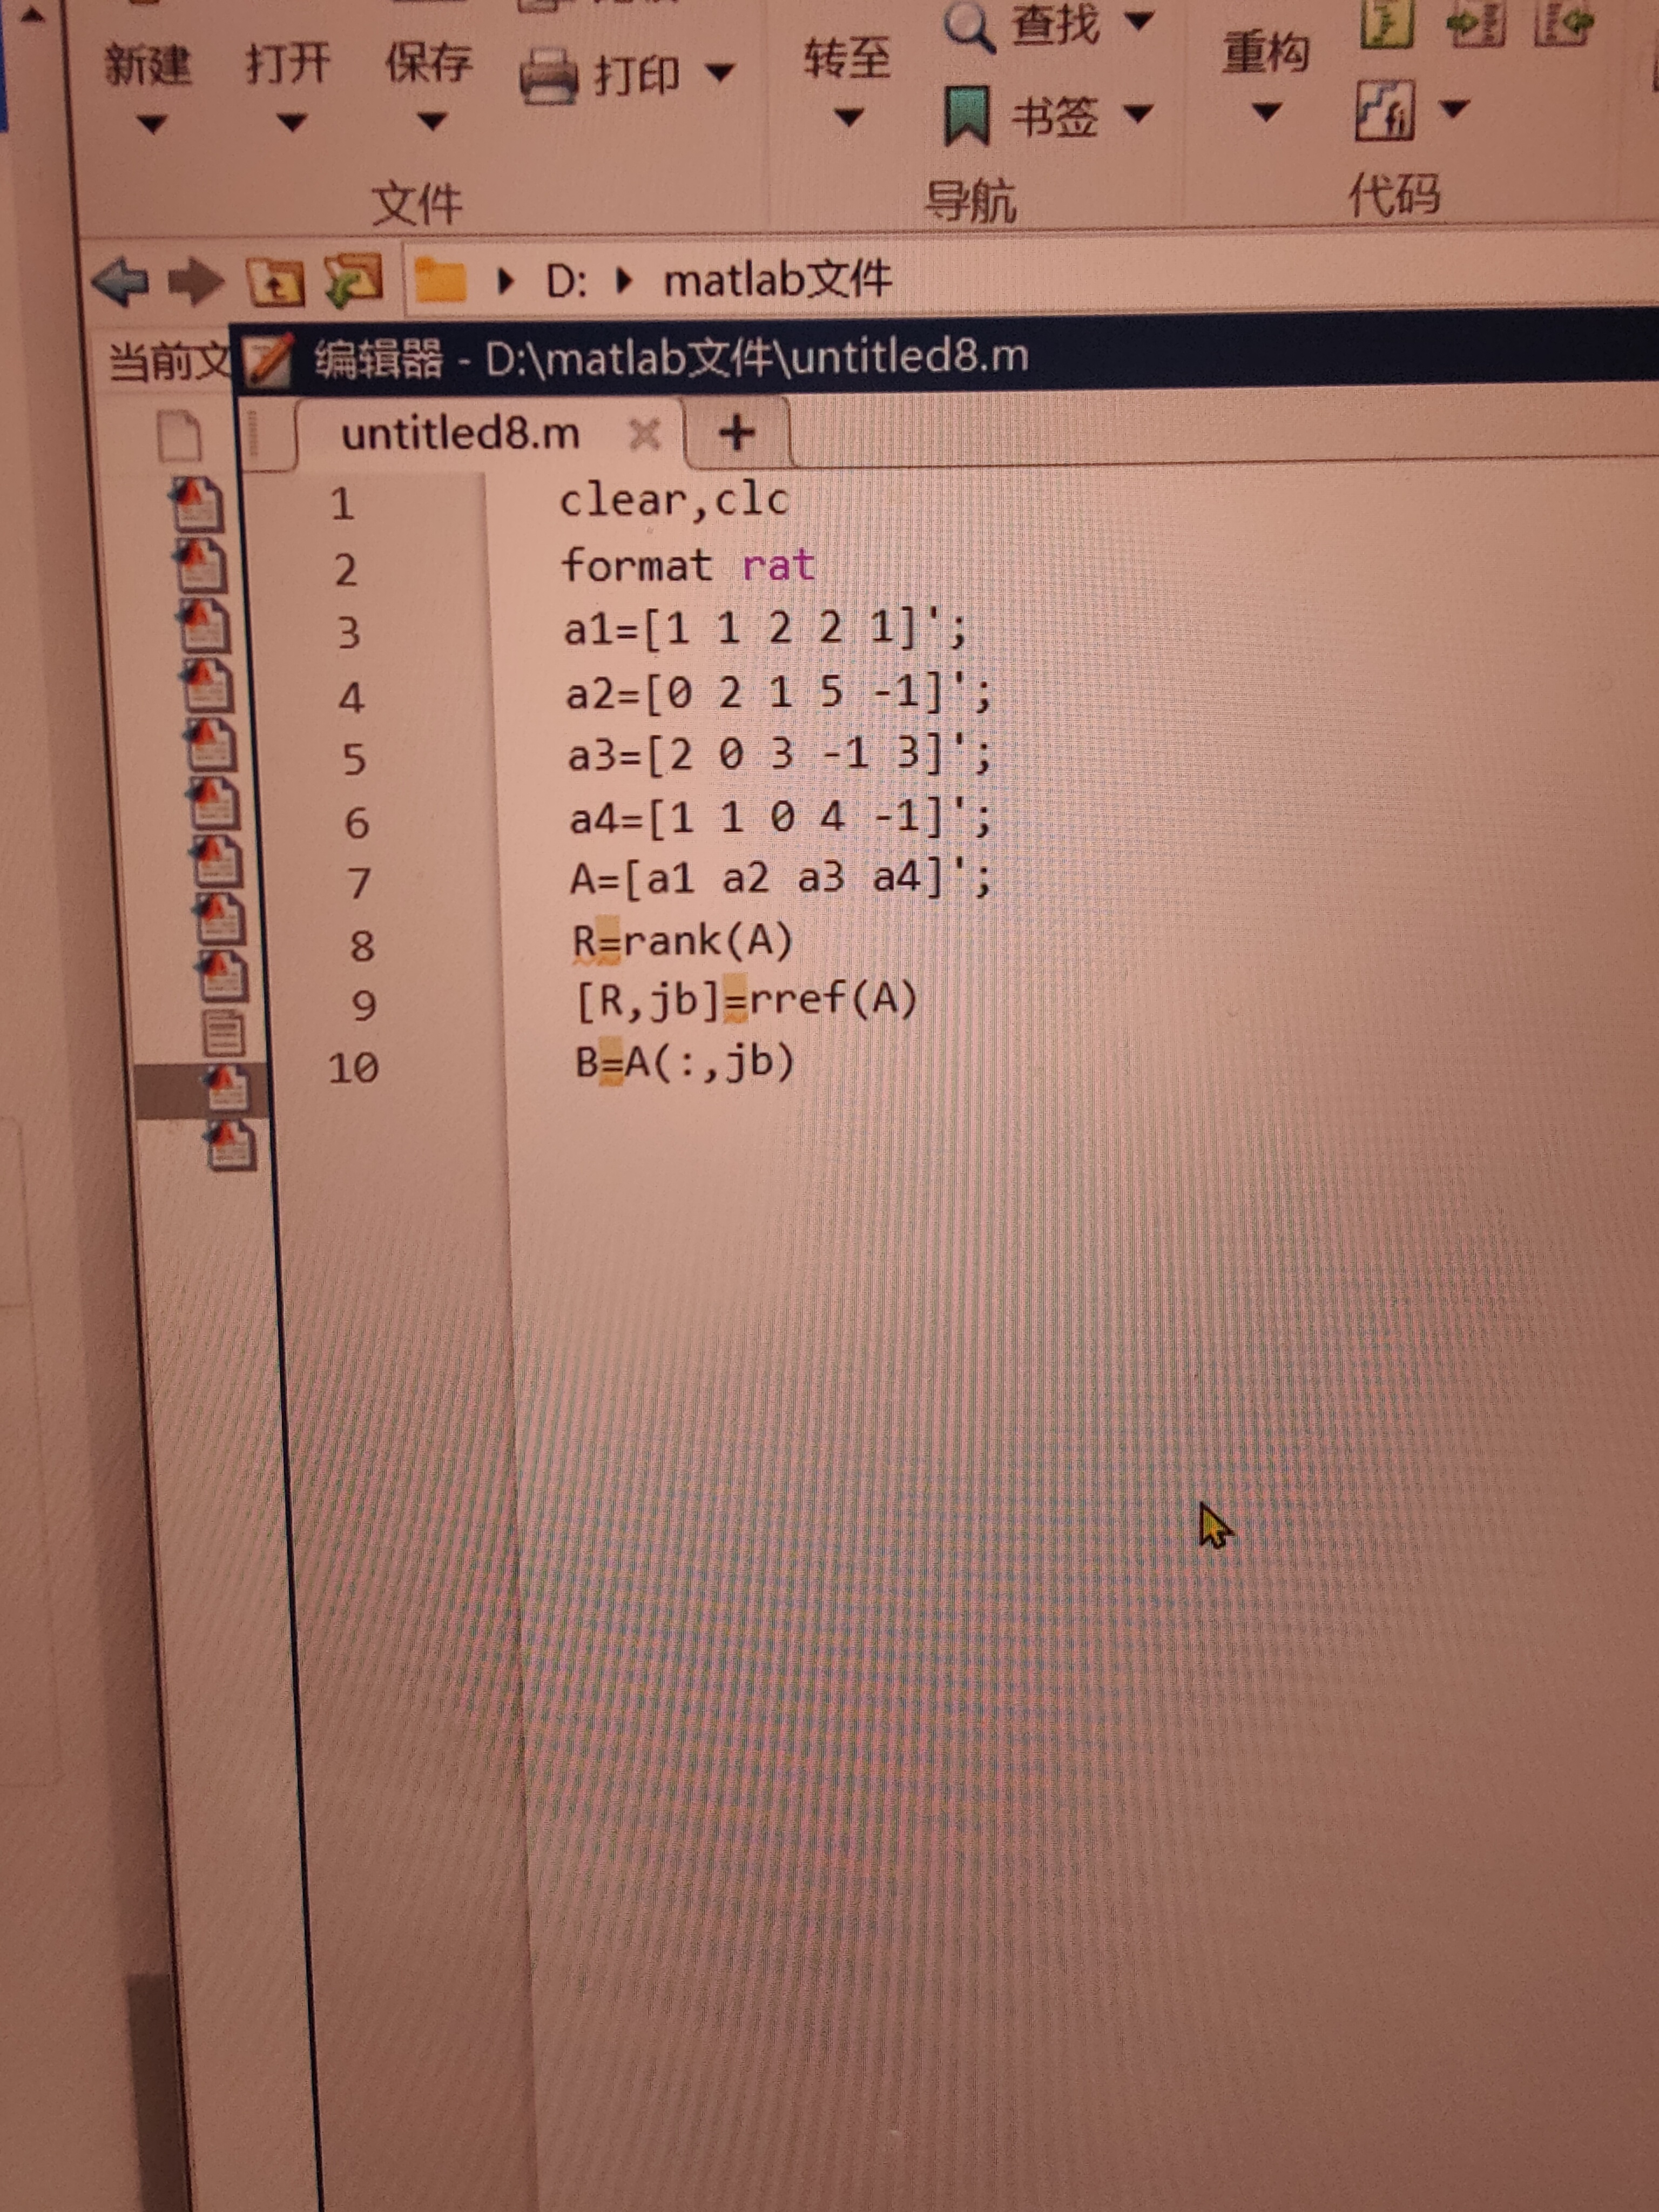 查找
新建 打开 保存 打印 转至 书签 重构
fi
文件 导航 代码
D: matlab文件
当前文 编辑器 - D:\matlab文件\untitled8.m
untitled8.m
1 clear,clc
2 format rat
3 a1=[1 1 2 2 1]';
4 a2=[0 2 1 5 -1]';
5 a3=[2 0 3 -1 3]';
6 a4=[1 1 0 4 -1]';
7 A=[a1 a2 a3 a4]';
8 R=rank(A)
9 [R,jb]=rref(A)
10 B=A(:,jb)